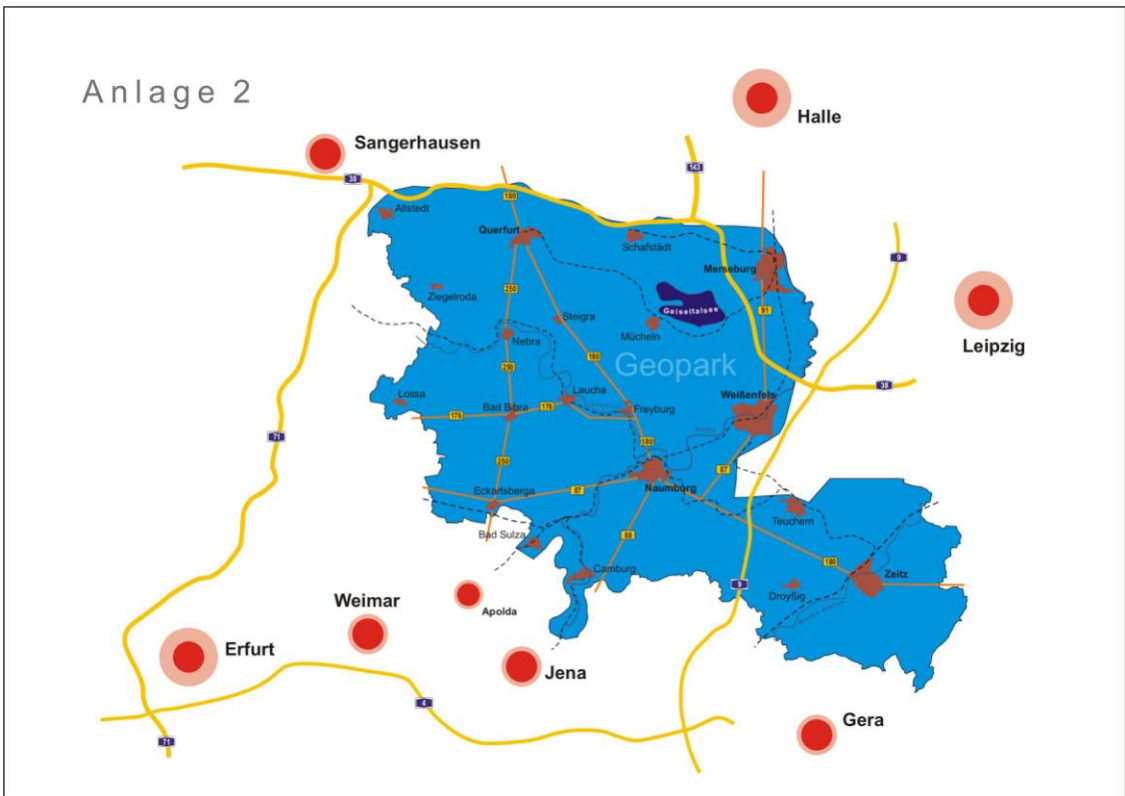 Anlage 2
Halle
Sangerhausen
143
38
180
Allstedt
Querfurt
Schafstädt
Merseburg
9
Ziegelroda
250
Geiseltalsee
Leipzig
Steigra
Mücheln
91
Nebra
180
Geopark
250
38
Lossa
Laucha
Weißenfels
176
Bad Bibra
176
Freyburg
71
180
250
87
Naumburg
Eckartsberga
87
Teuchern
Bad Sulza
88
180
Zeitz
Camburg
9
Droyßig
Apolda
Weimar
Weiße Elster
Erfurt
Jena
4
Gera
71